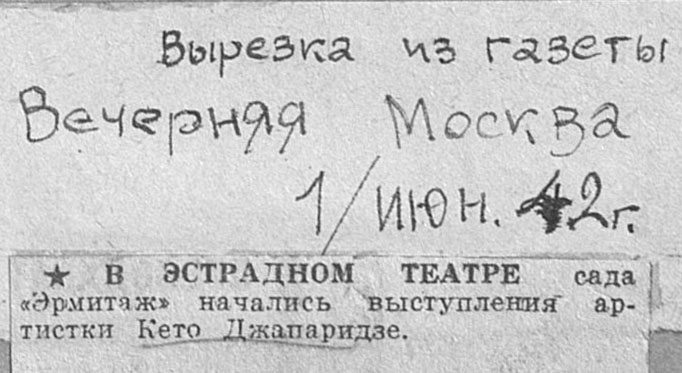 Вырезка из газеты
Вечерняя Москва
1/июн. 42г.
★ В ЭСТРАДНОМ ТЕАТРЕ сада
«Эрмитаж» начались выступления ар-
тистки Кето Джапаридзе.